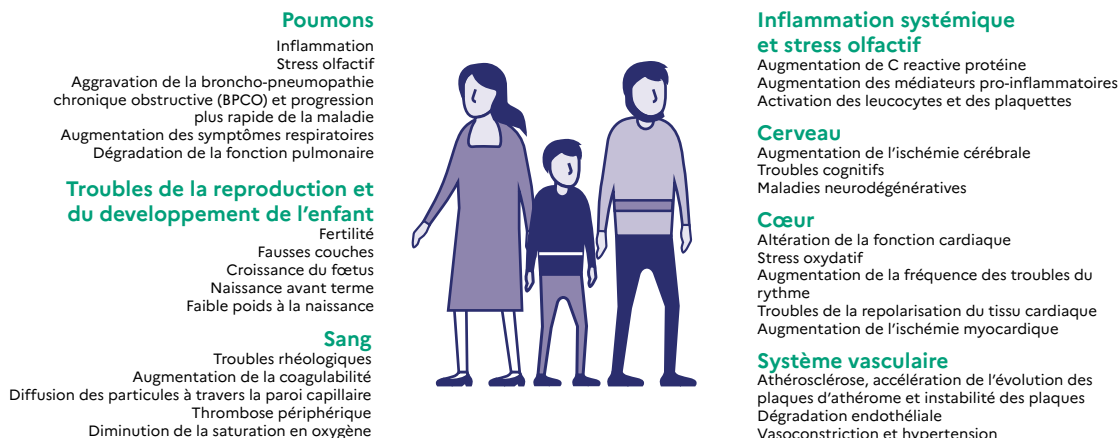 Poumons
Inflammation
Stress olfactif
Aggravation de la broncho-pneumopathie
chronique obstructive (BPCO) et progression
plus rapide de la maladie
Augmentation des symptômes respiratoires
Dégradation de la fonction pulmonaire
Troubles de la reproduction et
du developpement de l'enfant
Fertilité
Fausses couches
Croissance du fœtus
Naissance avant terme
Faible poids à la naissance
Sang
Troubles rhéologiques
Augmentation de la coagulabilité
Diffusion des particules à travers la paroi capillaire
Thrombose périphérique
Diminution de la saturation en oxygène
Inflammation systémique
et stress olfactif
Augmentation de C reactive protéine
Augmentation des médiateurs pro-inflammatoires
Activation des leucocytes et des plaquettes
Cerveau
Augmentation de l'ischémie cérébrale
Troubles cognitifs
Maladies neurodégénératives
Cœur
Altération de la fonction cardiaque
Stress oxydatif
Augmentation de la fréquence des troubles du
rythme
Troubles de la repolarisation du tissu cardiaque
Augmentation de l'ischémie myocardique
Système vasculaire
Athérosclérose, accélération de l'évolution des
plaques d'athérome et instabilité des plaques
Dégradation endothéliale
Vasoconstriction et hypertension